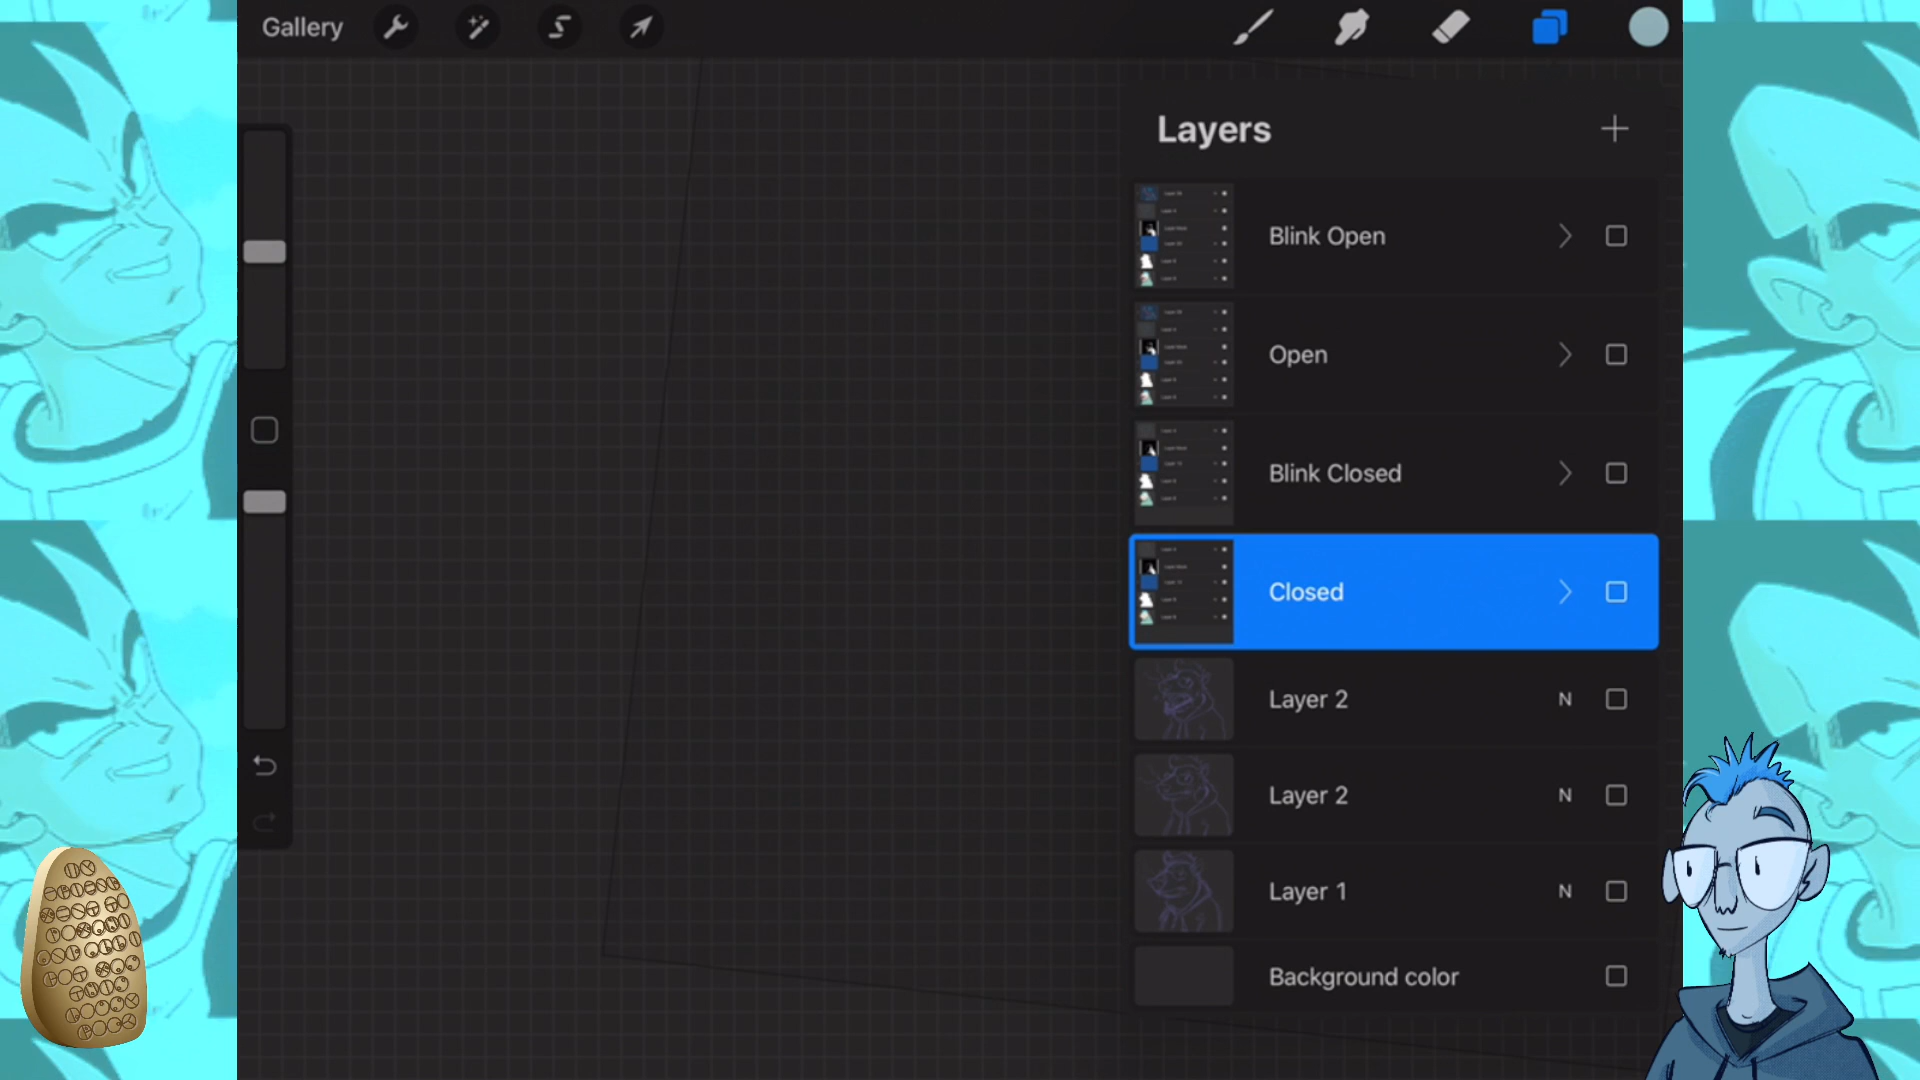 Gallery
Layers
Blink Open
Open
Blink Closed
Closed
Layer 2 N
Layer 2 N
Layer 1 N
Background color